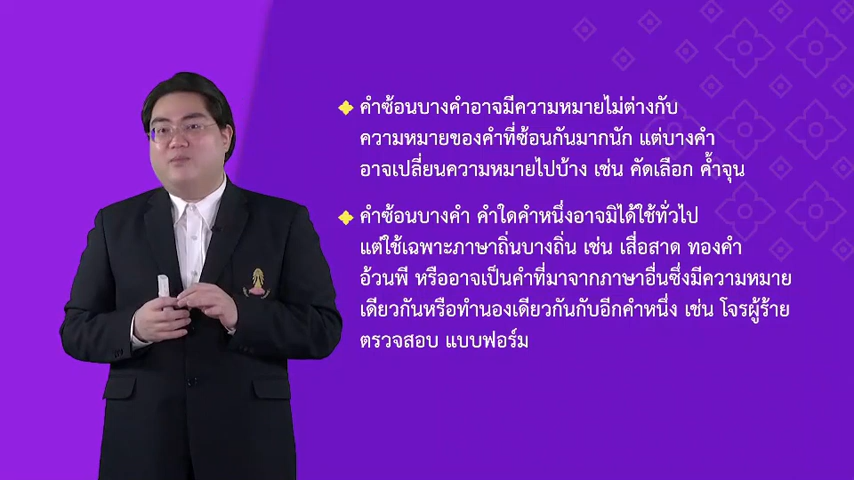 คำซ้อนบางคำอาจมีความหมายไม่ต่างกับ
ความหมายของคำที่ซ้อนกันมากนัก แต่บางคำ
อาจเปลี่ยนความหมายไปบ้าง เช่น คัดเลือก ค้ำจุน
คำซ้อนบางคำ คำใดคำหนึ่งอาจมิได้ใช้ทั่วไป
แต่ใช้เฉพาะภาษาถิ่นบางถิ่น เช่น เสื่อสาด ทองคำ
อ้วนพี หรืออาจเป็นคำที่มาจากภาษาอื่นซึ่งมีความหมาย
เดียวกันหรือทำนองเดียวกันกับอีกคำหนึ่ง เช่น โจรผู้ร้าย
ตรวจสอบ แบบฟอร์ม